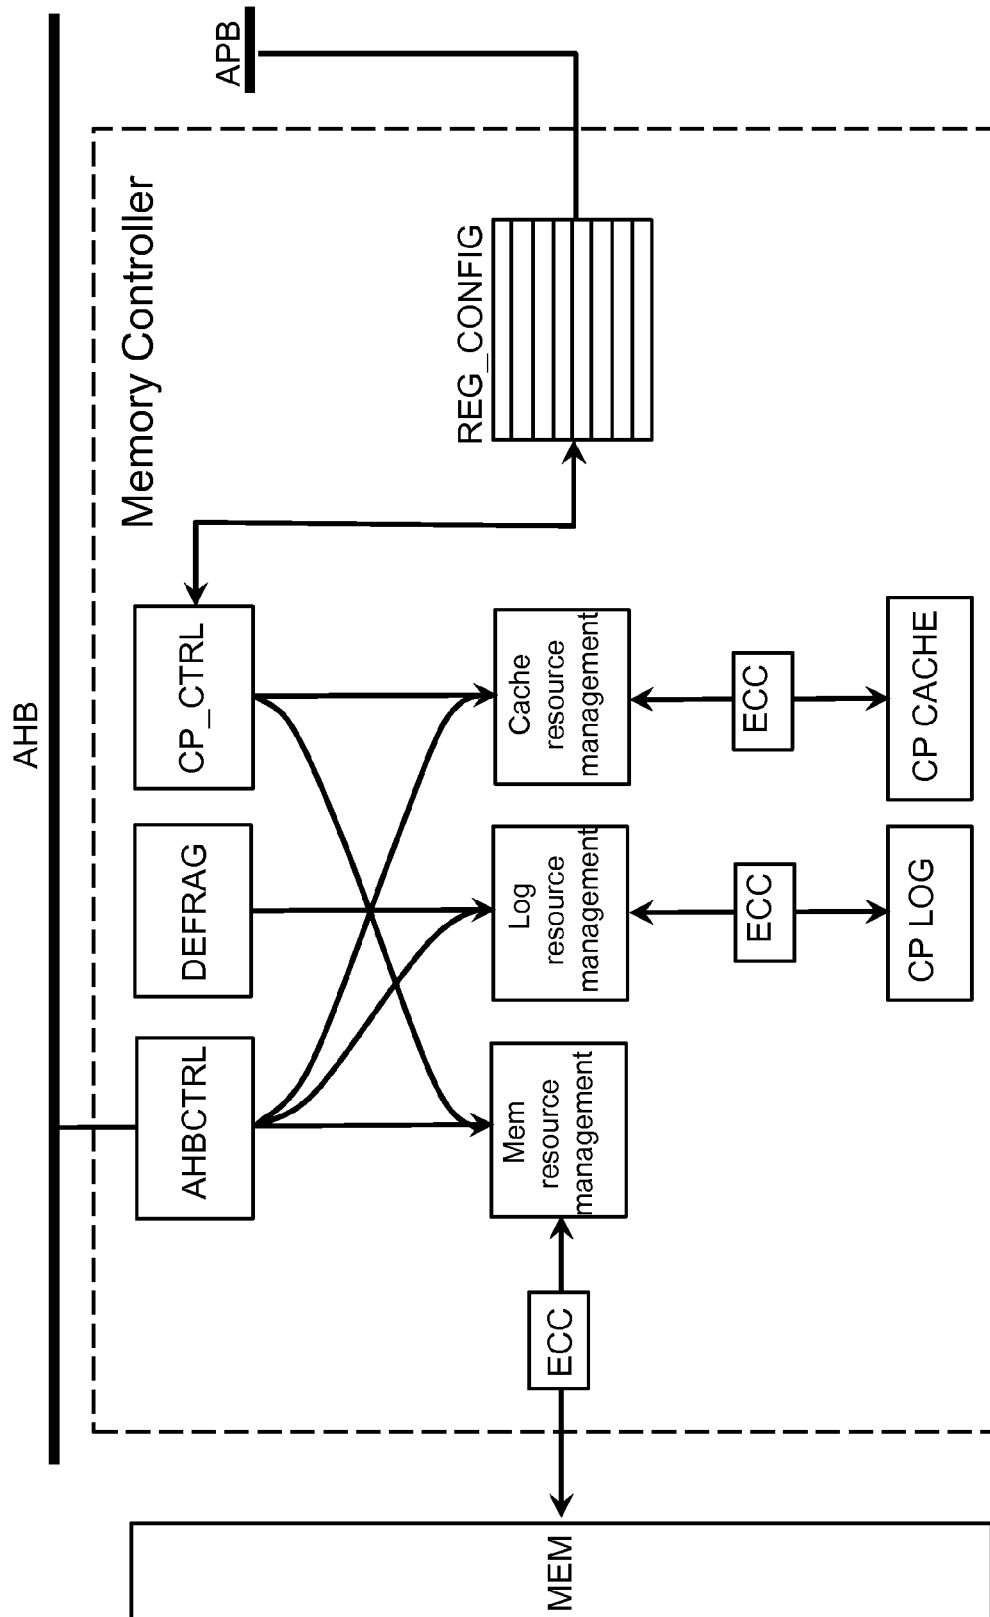 AHB
APB
Memory Controller
AHBCTRL
DEFRAG
CP_CTRL
REG_CONFIG
Mem
resource
management
Log
resource
management
Cache
resource
management
MEM
ECC
ECC
ECC
CP LOG
CP CACHE